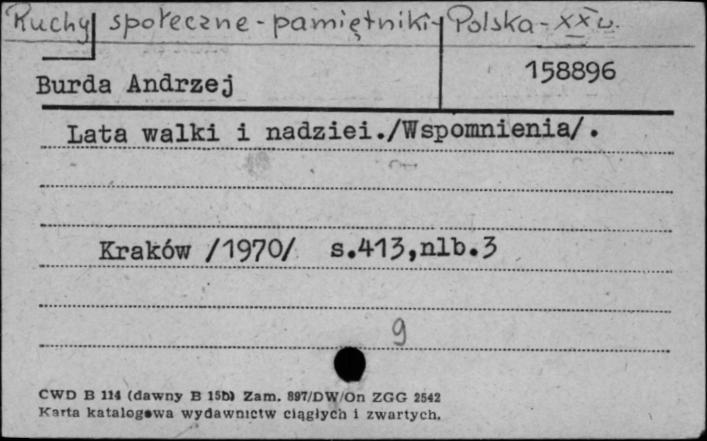 Ruchy społeczne - pamiętniki - Polska - XX w.
158896
Burda Andrzej
Lata walki i nadziei./Wspomnienia/.
Kraków /1970/ s.413,nlb.3
9
CWD B 114 (dawny B 15b) Zam. 897/DW/On ZGG 2542
Karta katalogowa wydawnictw ciągłych i zwartych.